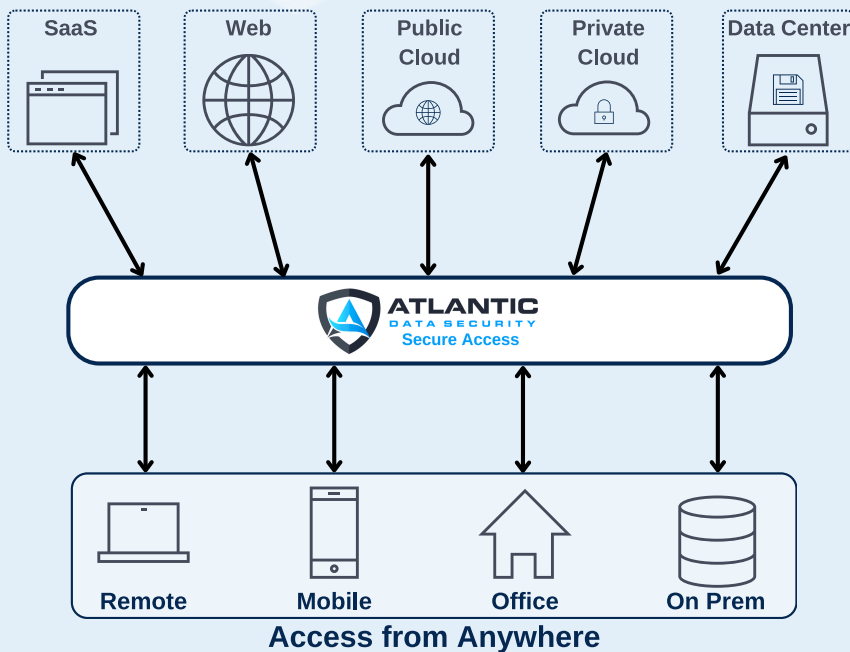 SaaS
Web
Public
Cloud
Private
Cloud
Data Center
ATLANTIC
DATA SECURITY
Secure Access
Remote
Mobile
Office
On Prem
Access from Anywhere